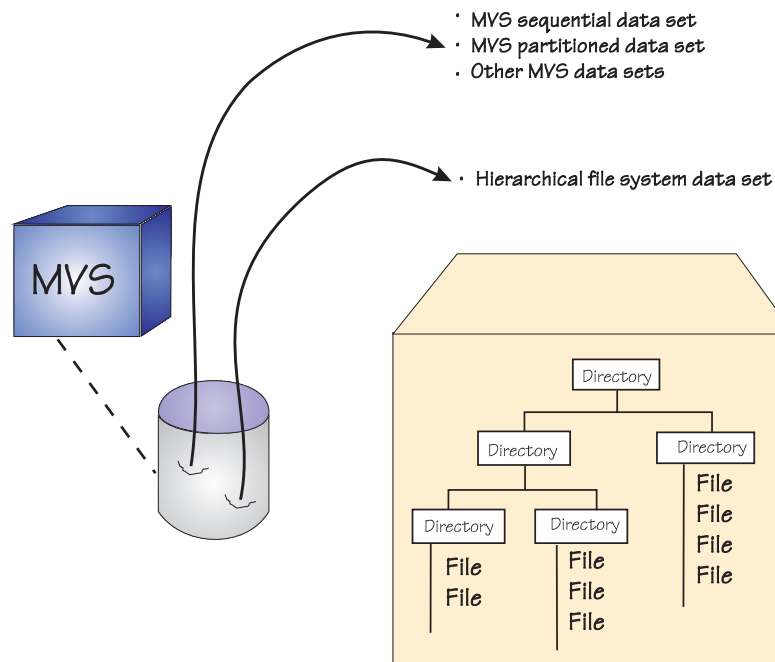 · MVS sequential data set
· MVS partitioned data set
· Other MVS data sets
· Hierarchical file system data set
MVS
Directory
Directory
Directory
Directory
Directory
File
File
File
File
File
File
File
File
File